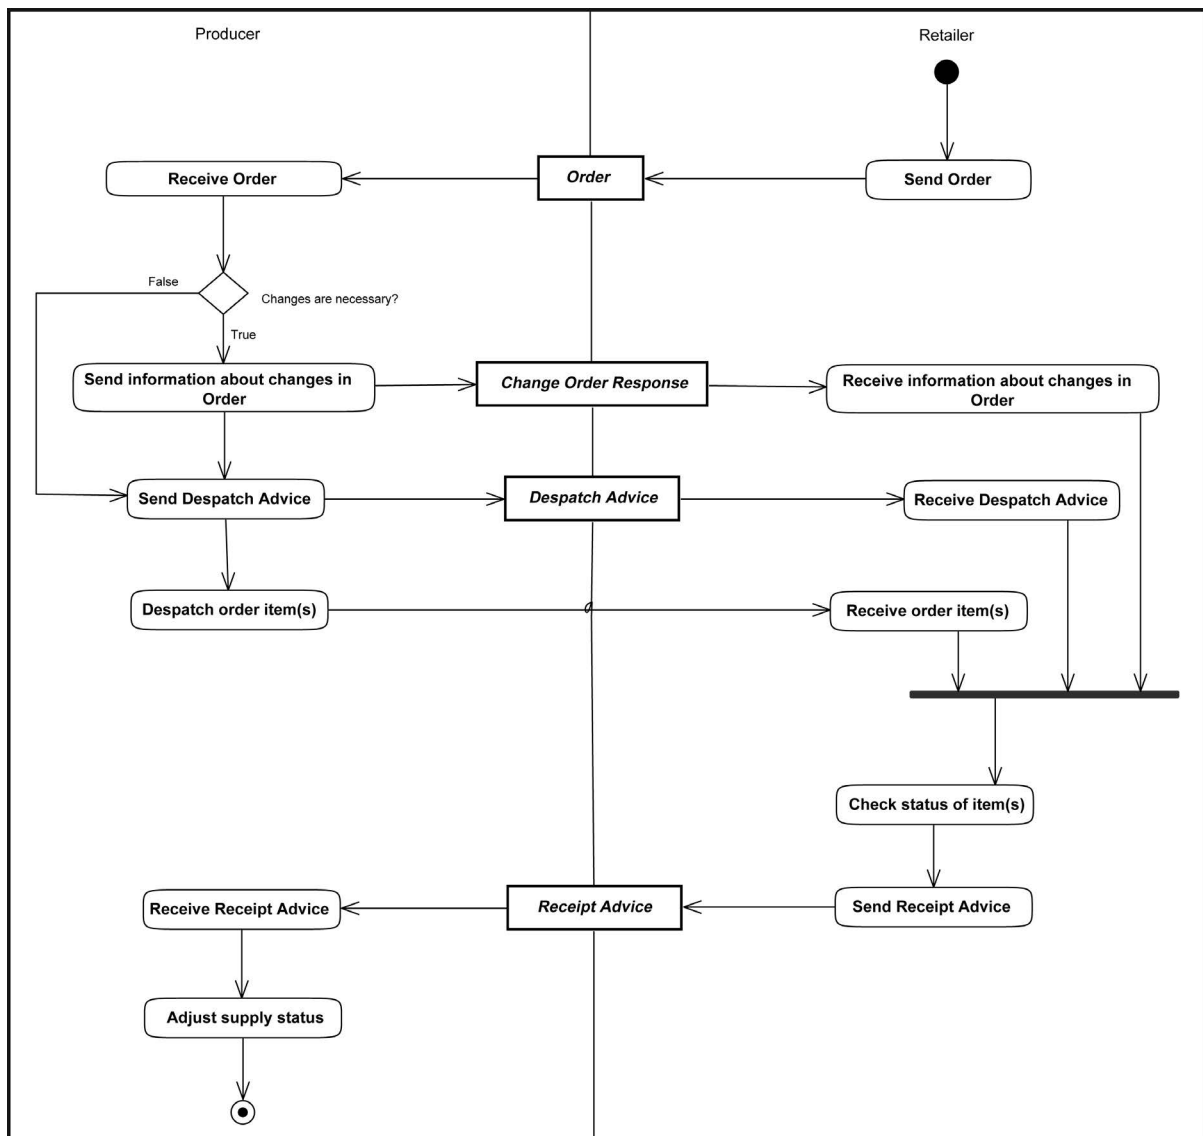 Producer
Retailer
Receive Order
Order
Send Order
False
Changes are necessary?
True
Send information about changes in
Order
Change Order Response
Receive information about changes in
Order
Send Despatch Advice
Despatch Advice
Receive Despatch Advice
Despatch order item(s)
Receive order item(s)
Check status of item(s)
Receive Receipt Advice
Receipt Advice
Send Receipt Advice
Adjust supply status